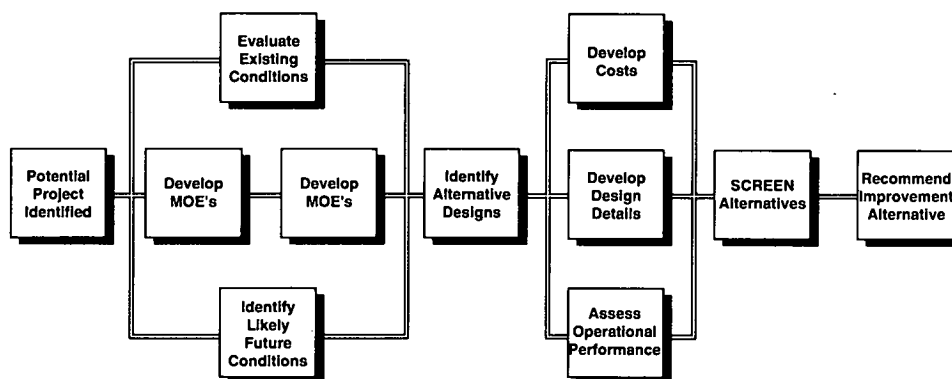 Potential
Project
Identified
Evaluate
Existing
Conditions
Develop
MOE's
Develop
MOE's
Identify
Likely
Future
Conditions
Identify
Alternative
Designs
Develop
Costs
Develop
Design
Details
Assess
Operational
Performance
SCREEN
Alternatives
Recommend
Improvement
Alternative